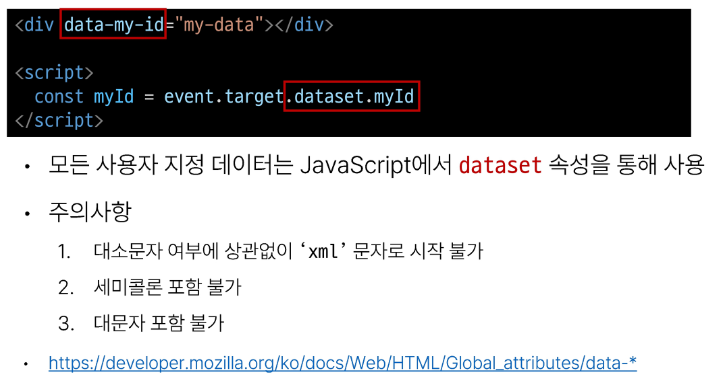 <div data-my-id="my-data"></div>
<script>
const myId = event.target.dataset.myId
</script>
• 모든 사용자 지정 데이터는 JavaScript에서 dataset 속성을 통해 사용
• 주의사항
1. 대소문자 여부에 상관없이 ‘xml’ 문자로 시작 불가
2. 세미콜론 포함 불가
3. 대문자 포함 불가
• https://developer.mozilla.org/ko/docs/Web/HTML/Global_attributes/data-*